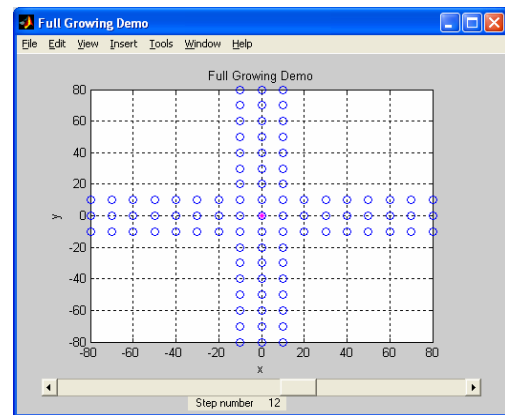 Full Growing Demo
File Edit View Insert Tools Window Help
Full Growing Demo
80
60
40
20
0
-20
-40
-60
-80
y
-80 -60 -40 -20 0 20 40 60 80
x
Step number 12